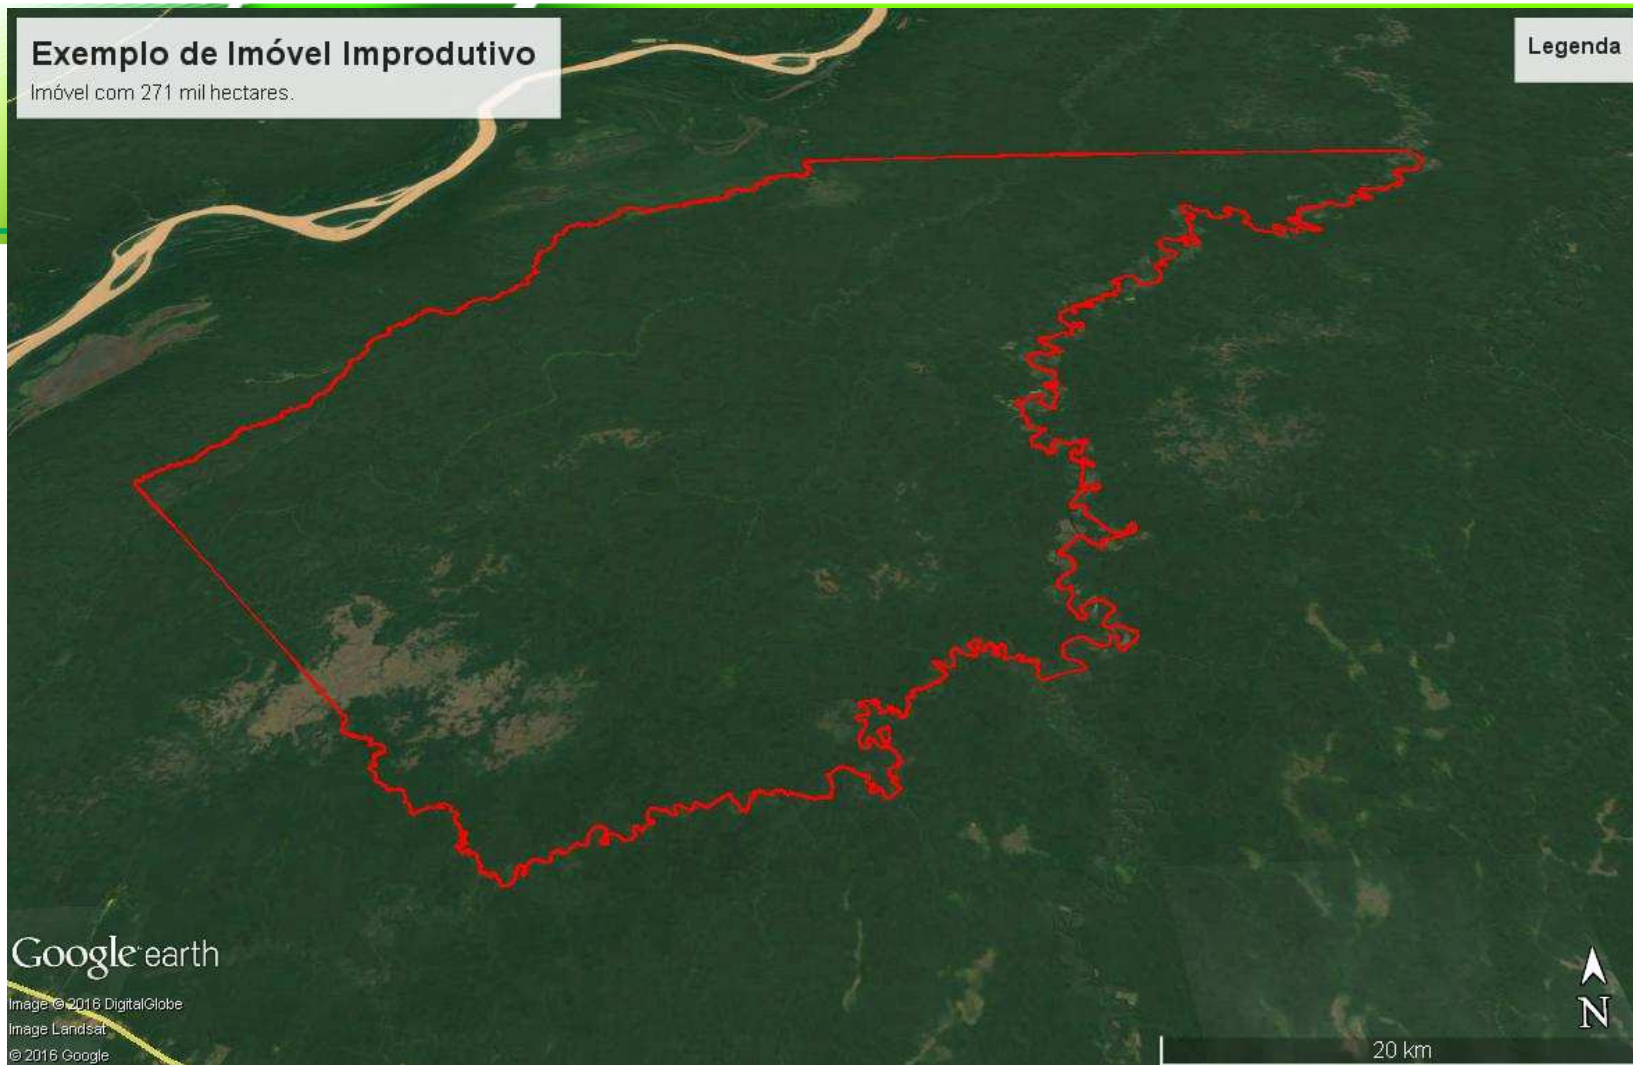 Exemplo de Imóvel Improdutivo
Imóvel com 271 mil hectares.
Legenda
Google earth
Image © 2016 DigitalGlobe
Image Landsat
© 2016 Google
N
20 km